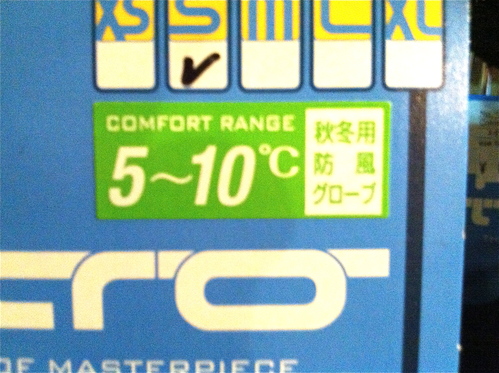 XS S M L XL
COMFORT RANGE
5~10℃
秋冬用
防風
グローブ
OF MASTERPIECE